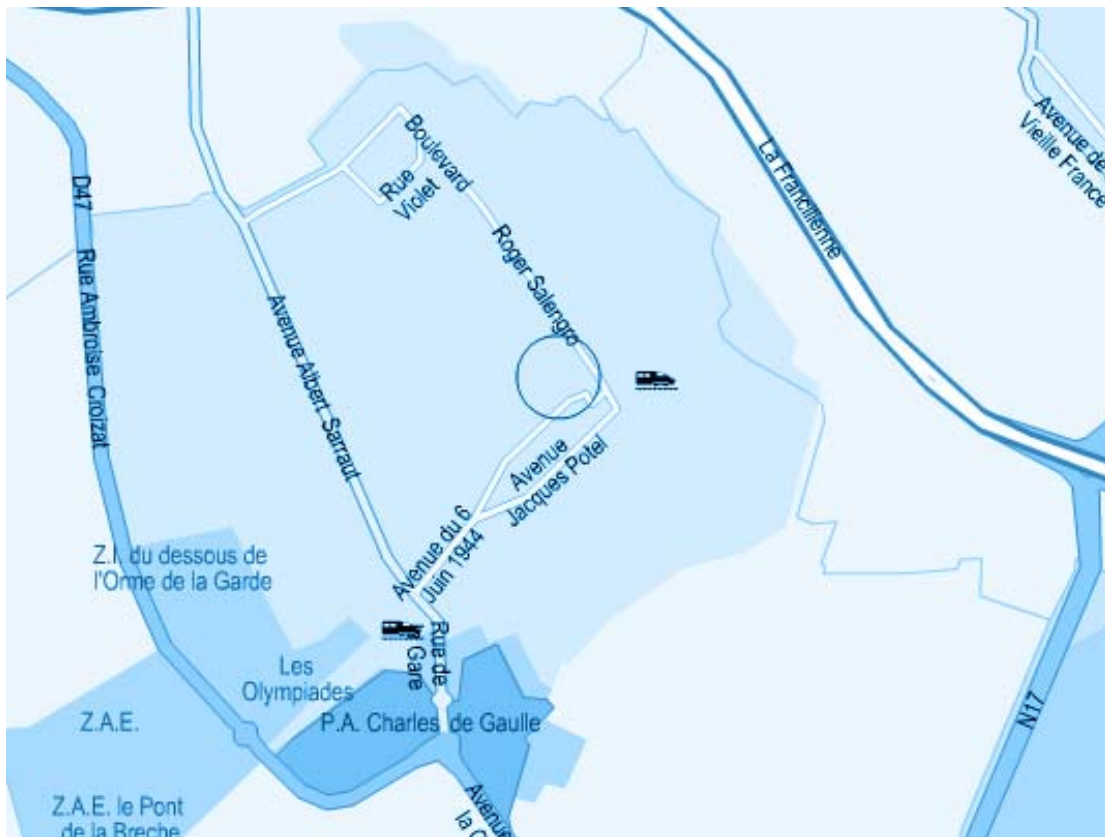 Boulevard
Rue
Violet
Avenue de
Vieille France
La Francilienne
D47
Rue Ambroise Croizat
Roger Salengro
Avenue Albert Sarraut
Avenue
Jacques Potel
Avenue du 6
Juin 1944
Z.I. du dessous de
l'Orme de la Garde
Rue de
Gare
Les
Olympiades
P.A. Charles de Gaulle
Z.A.E.
N17
Z.A.E. le Pont
de la Breche
Avenue